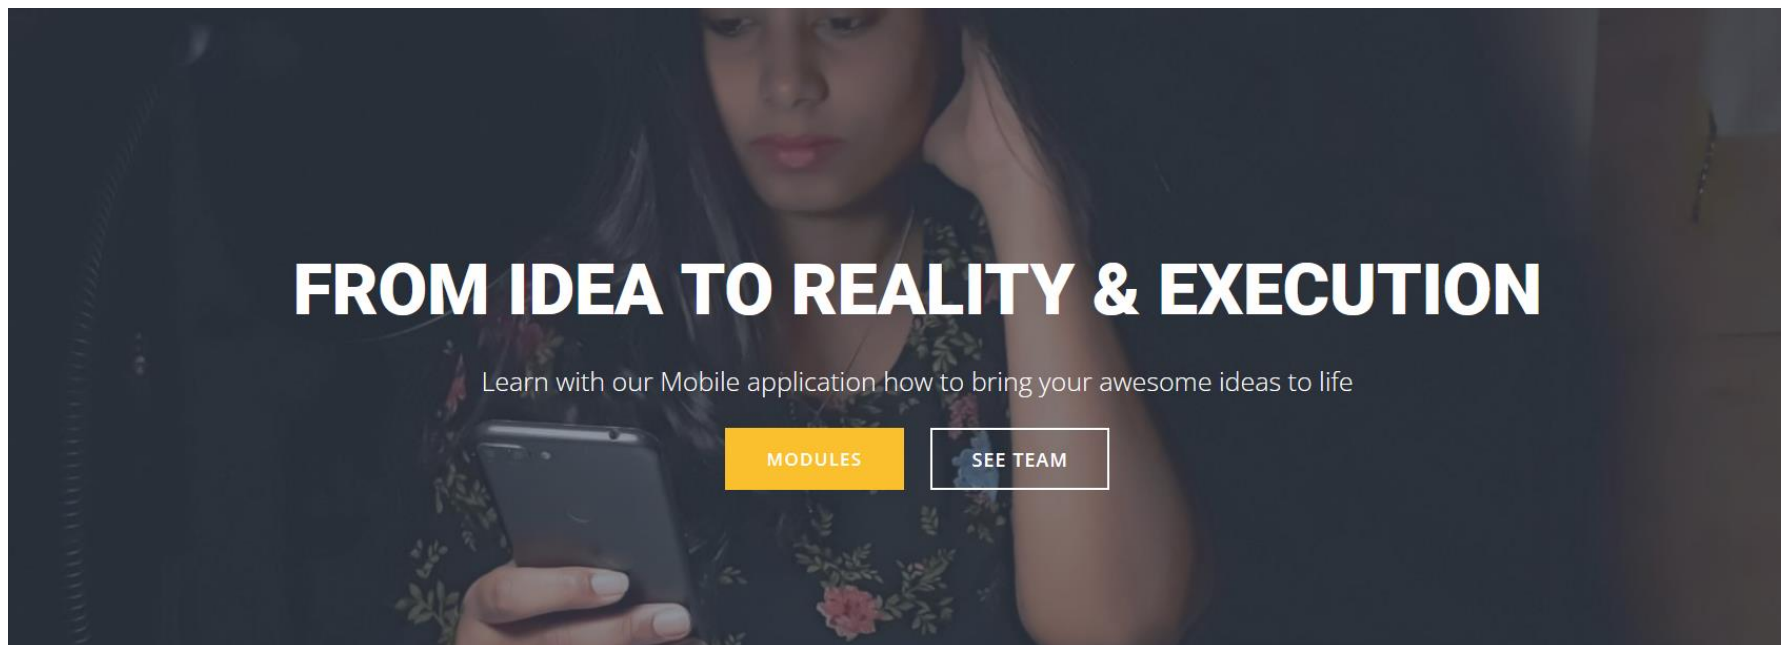 FROM IDEA TO REALITY & EXECUTION
Learn with our Mobile application how to bring your awesome ideas to life
MODULES
SEE TEAM